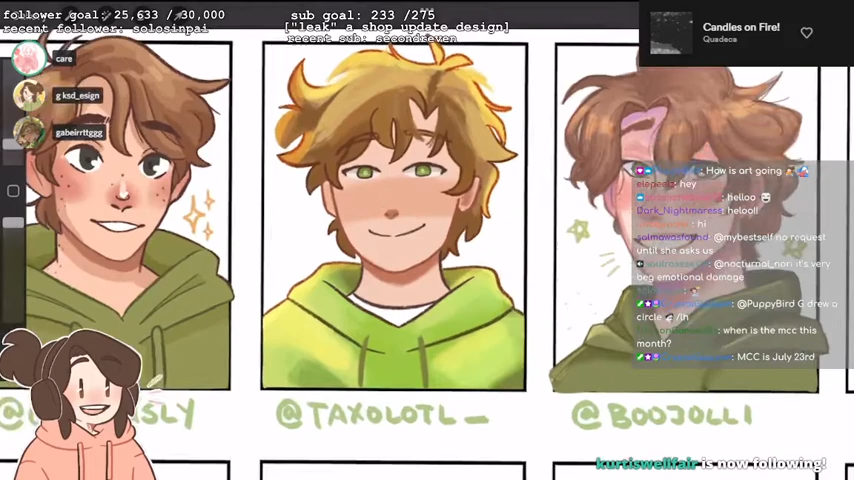 follower goal: 25,633 / 30,000
recent follower: solosinpai
sub goal: 233 /275
["leak" a shop update design]
recent sub: secondreven
Candles on Fire!
Quadeca
care
g ksd_esign
gabeirrttggg
: How is art going
hey
: helloo
Dark_Nightmaress: heloo!!
: hi
salmawasfound: @mybestself no request
until she asks us
: @nocturnal_nori it's very
beg emotional damage
: @PuppyBird G drew a
circle /lh
: when is the mcc this
month?
: MCC is July 23rd
@TAXOLOTL_
@BOOJOLLI
kurtiswellfair is now following!